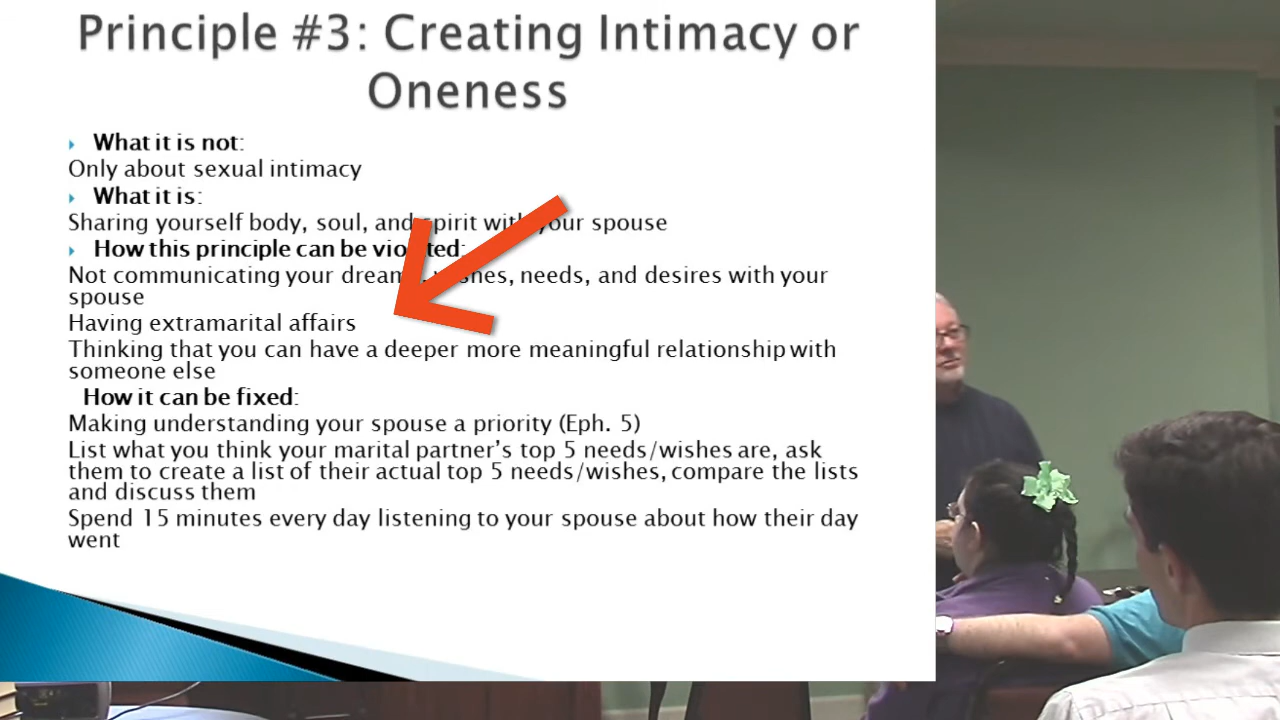 Principle #3: Creating Intimacy or
Oneness
What it is not:
Only about sexual intimacy
What it is:
Sharing yourself body, soul, and spirit with your spouse
How this principle can be violated:
Not communicating your dreams, wishes, needs, and desires with your
spouse
Having extramarital affairs
Thinking that you can have a deeper more meaningful relationship with
someone else
How it can be fixed:
Making understanding your spouse a priority (Eph. 5)
List what you think your marital partner's top 5 needs/wishes are, ask
them to create a list of their actual top 5 needs/wishes, compare the lists
and discuss them
Spend 15 minutes every day listening to your spouse about how their day
went